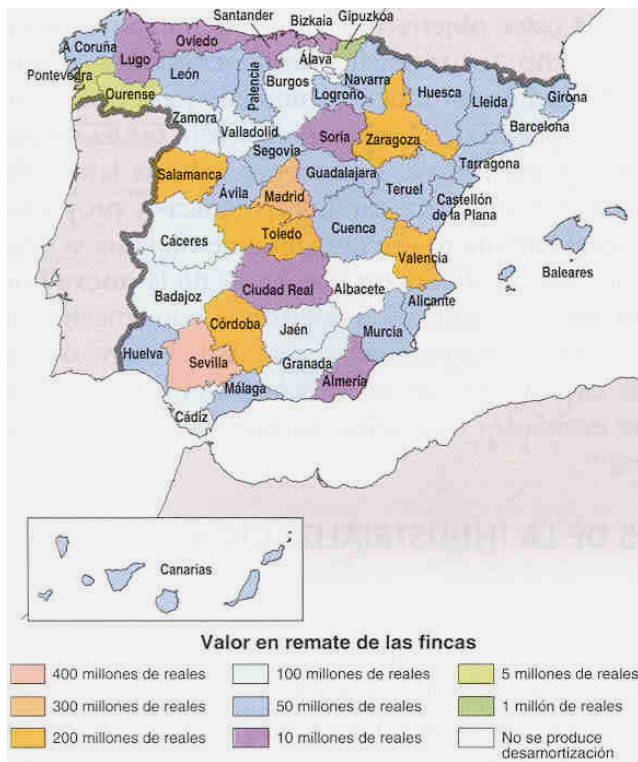 Santander
Bizkaia
Gipuzkoa
A Coruña
Oviedo
Lugo
Álava
Pontevedra
León
Palencia
Burgos
Navarra
Logroño
Huesca
Lleida
Girona
Ourense
Zamora
Valladolid
Soria
Zaragoza
Barcelona
Segovia
Tarragona
Salamanca
Guadalajara
Ávila
Madrid
Teruel
Castellón
de la Plana
Toledo
Cuenca
Cáceres
Valencia
Baleares
Badajoz
Ciudad Real
Albacete
Alicante
Córdoba
Jaén
Murcia
Huelva
Sevilla
Granada
Almería
Málaga
Cádiz
Canarias
Valor en remate de las fincas
400 millones de reales
300 millones de reales
200 millones de reales
100 millones de reales
50 millones de reales
10 millones de reales
5 millones de reales
1 millón de reales
No se produce
desamortización